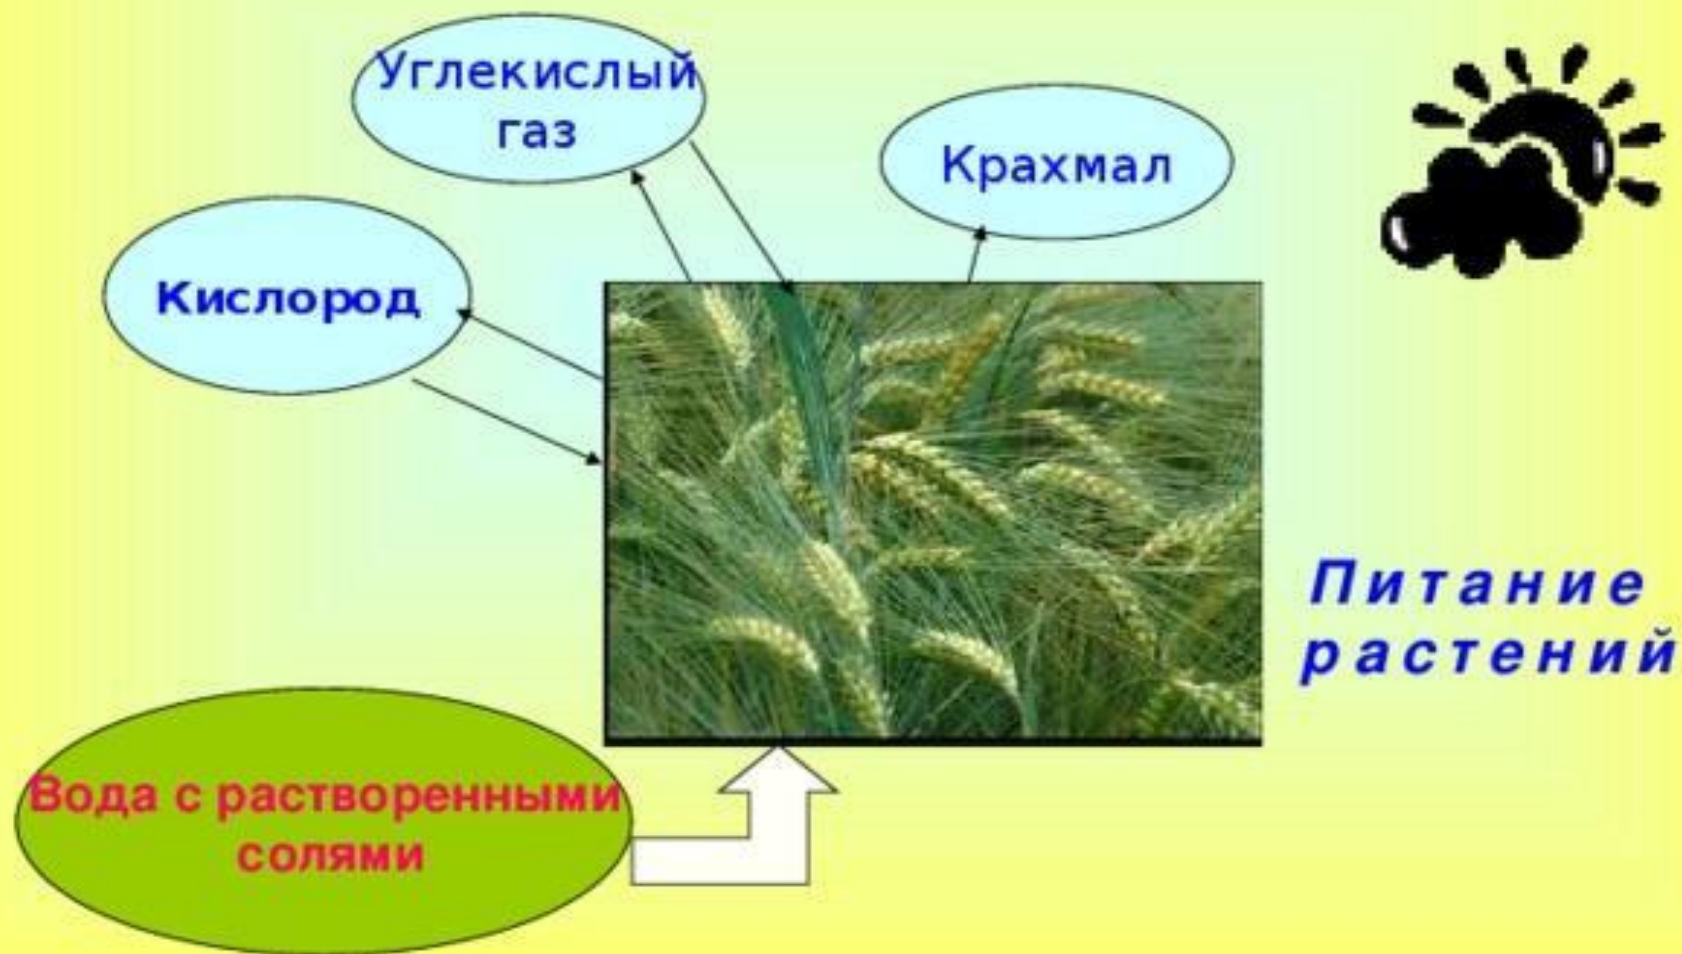 Углекислый
газ
Крахмал
Кислород
Питание
растений
Вода с растворенными
солями